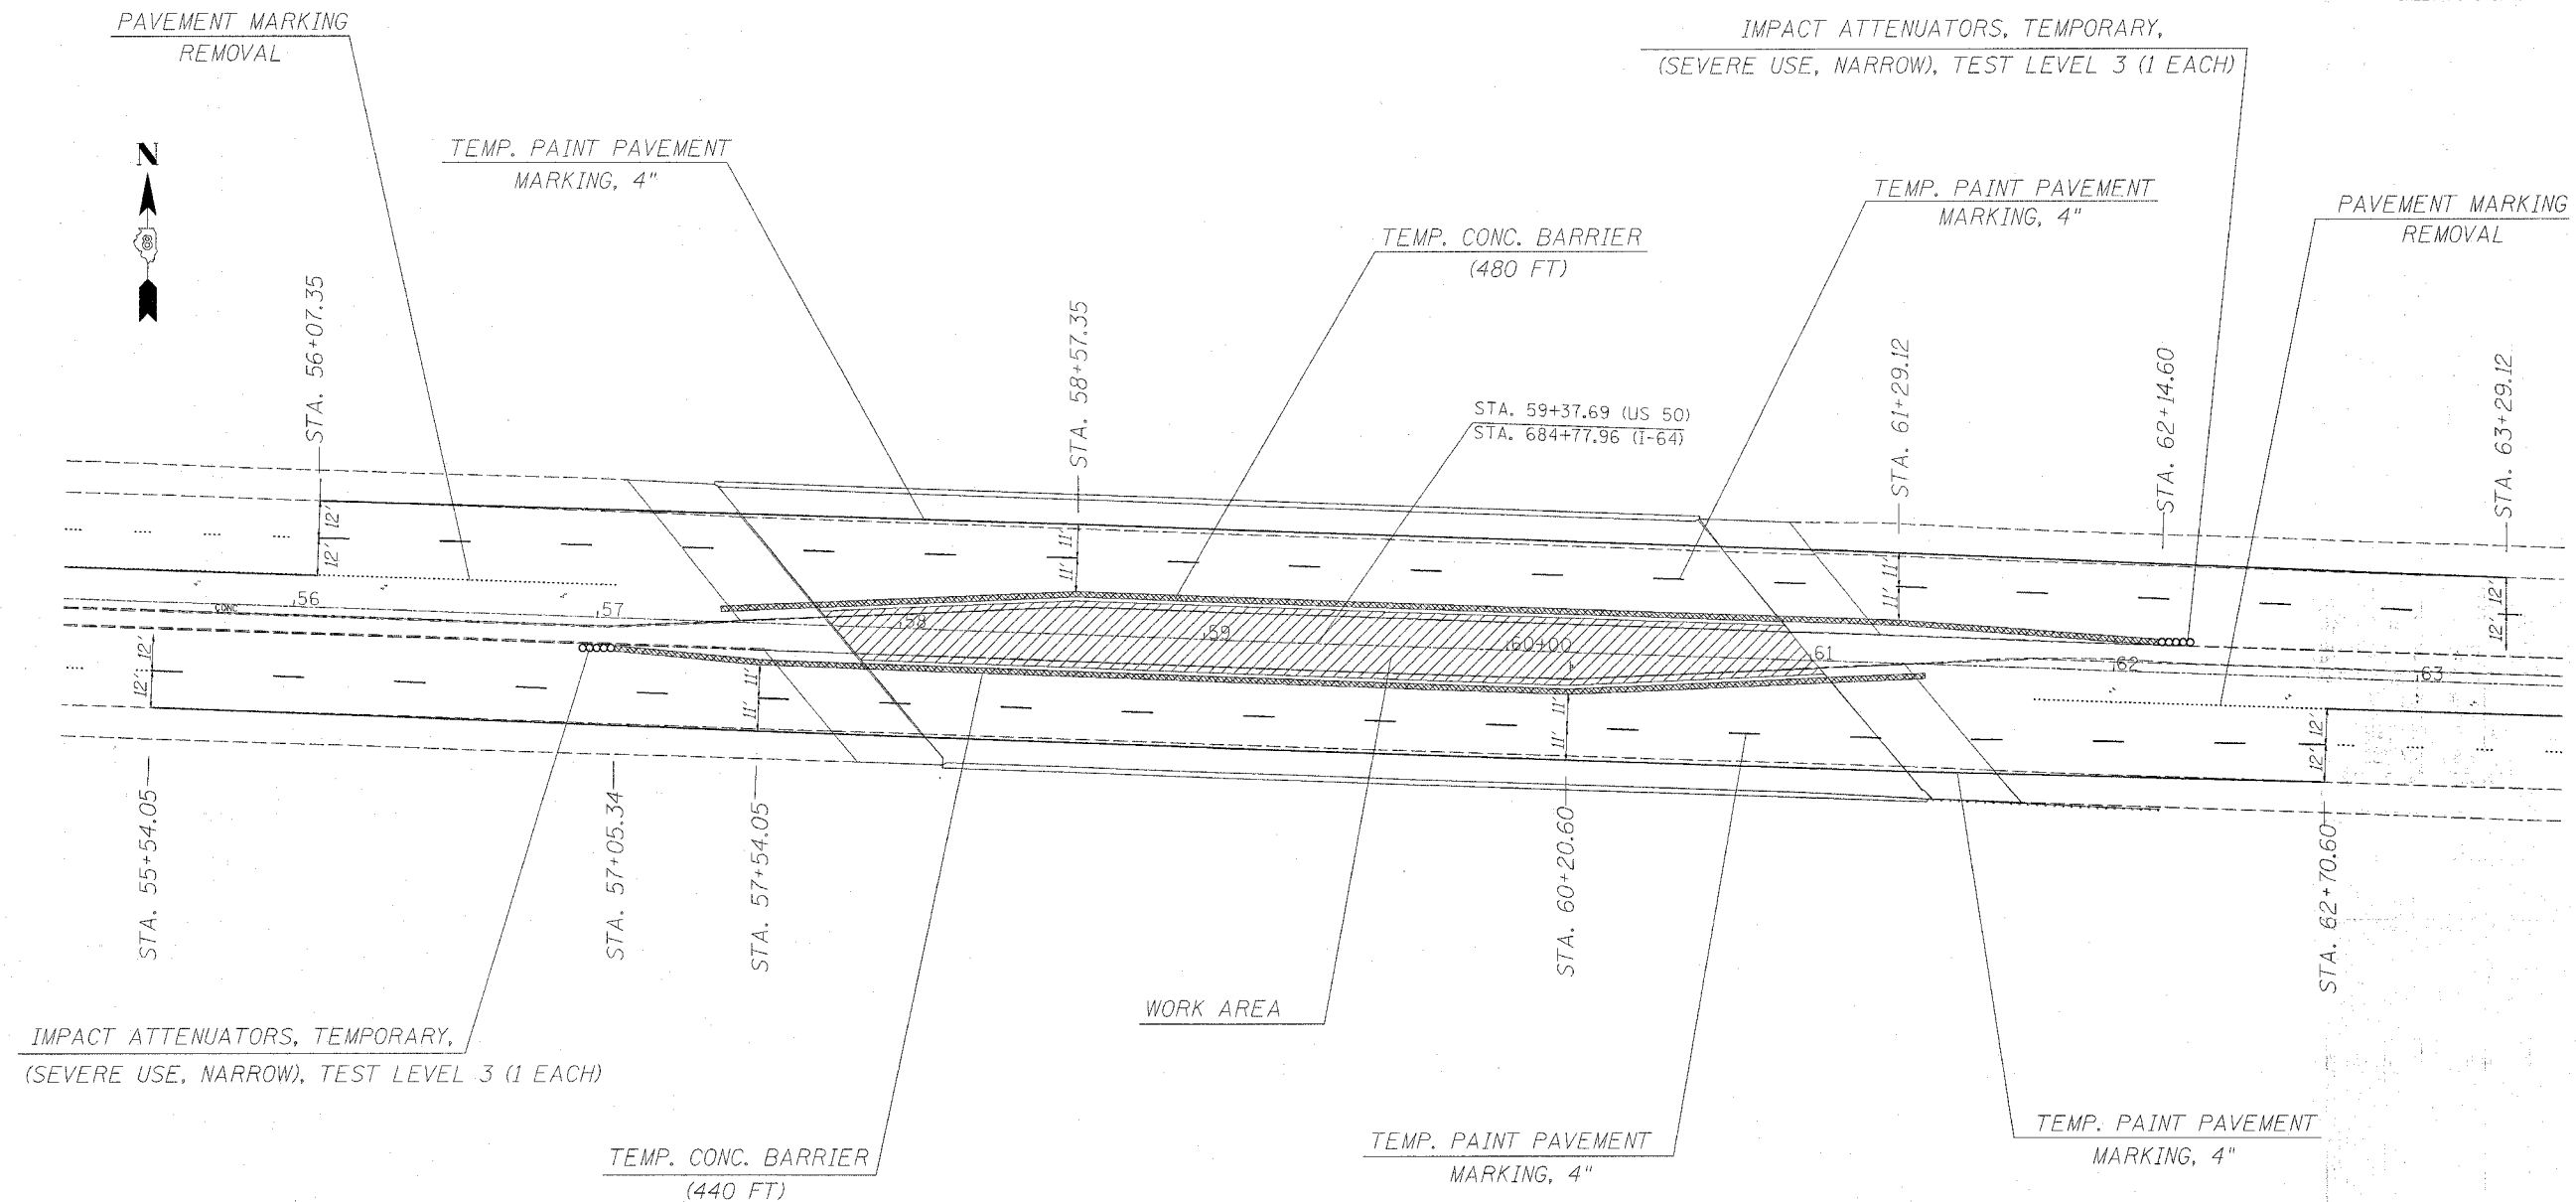 PAVEMENT MARKING
REMOVAL
IMPACT ATTENUATORS, TEMPORARY,
(SEVERE USE, NARROW), TEST LEVEL 3 (1 EACH)
N
TEMP. PAINT PAVEMENT
MARKING, 4"
TEMP. PAINT PAVEMENT
MARKING, 4"
PAVEMENT MARKING
REMOVAL
TEMP. CONC. BARRIER
(480 FT)
STA. 56+07.35
STA. 58+57.35
STA. 61+29.12
STA. 62+14.60
STA. 63+29.12
STA. 59+37.69 (US 50)
STA. 684+77.96 (I-64)
12'
12'
11'
11'
11'
11'
12'
12'
CONC
56
57
58
59
60+00
61
62
63
12'
12'
11'
11'
11'
11'
12'
12'
STA. 55+54.05
STA. 57+05.34
STA. 57+54.05
STA. 60+20.60
STA. 62+70.60
WORK AREA
IMPACT ATTENUATORS, TEMPORARY,
(SEVERE USE, NARROW), TEST LEVEL 3 (1 EACH)
TEMP. CONC. BARRIER
(440 FT)
TEMP. PAINT PAVEMENT
MARKING, 4"
TEMP. PAINT PAVEMENT
MARKING, 4"